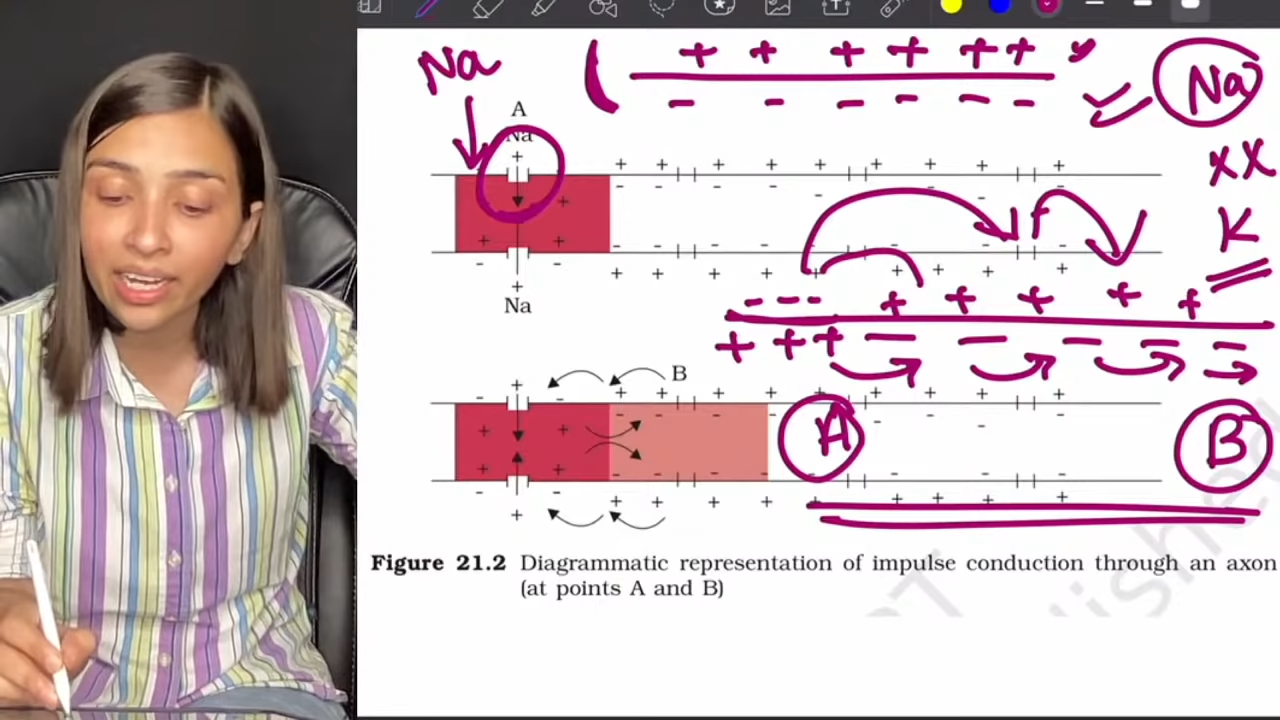 Na
+ + + + + +
- - - - - -
Na
A
Na
XX
K
Na
- - - + + + + +
+ + + - - - - -
B
A
B
Figure 21.2 Diagrammatic representation of impulse conduction through an axon
(at points A and B)